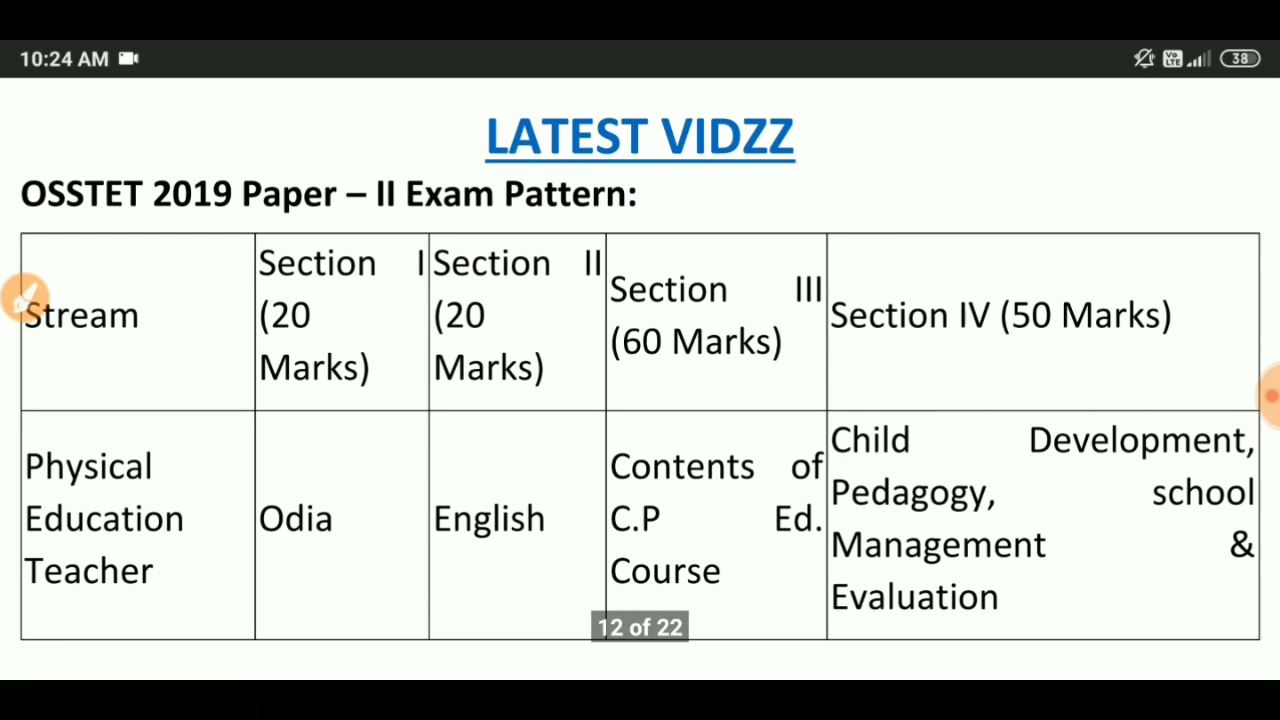 10:24 AM
Vo LTE
38
LATEST VIDZZ
OSSTET 2019 Paper – II Exam Pattern:
Stream
Section I
(20
Marks)
Section II
(20
Marks)
Section III
(60 Marks)
Section IV (50 Marks)
Physical
Education
Teacher
Odia
English
Contents of
C.P Ed.
Course
Child Development,
Pedagogy, school
Management &
Evaluation
12 of 22